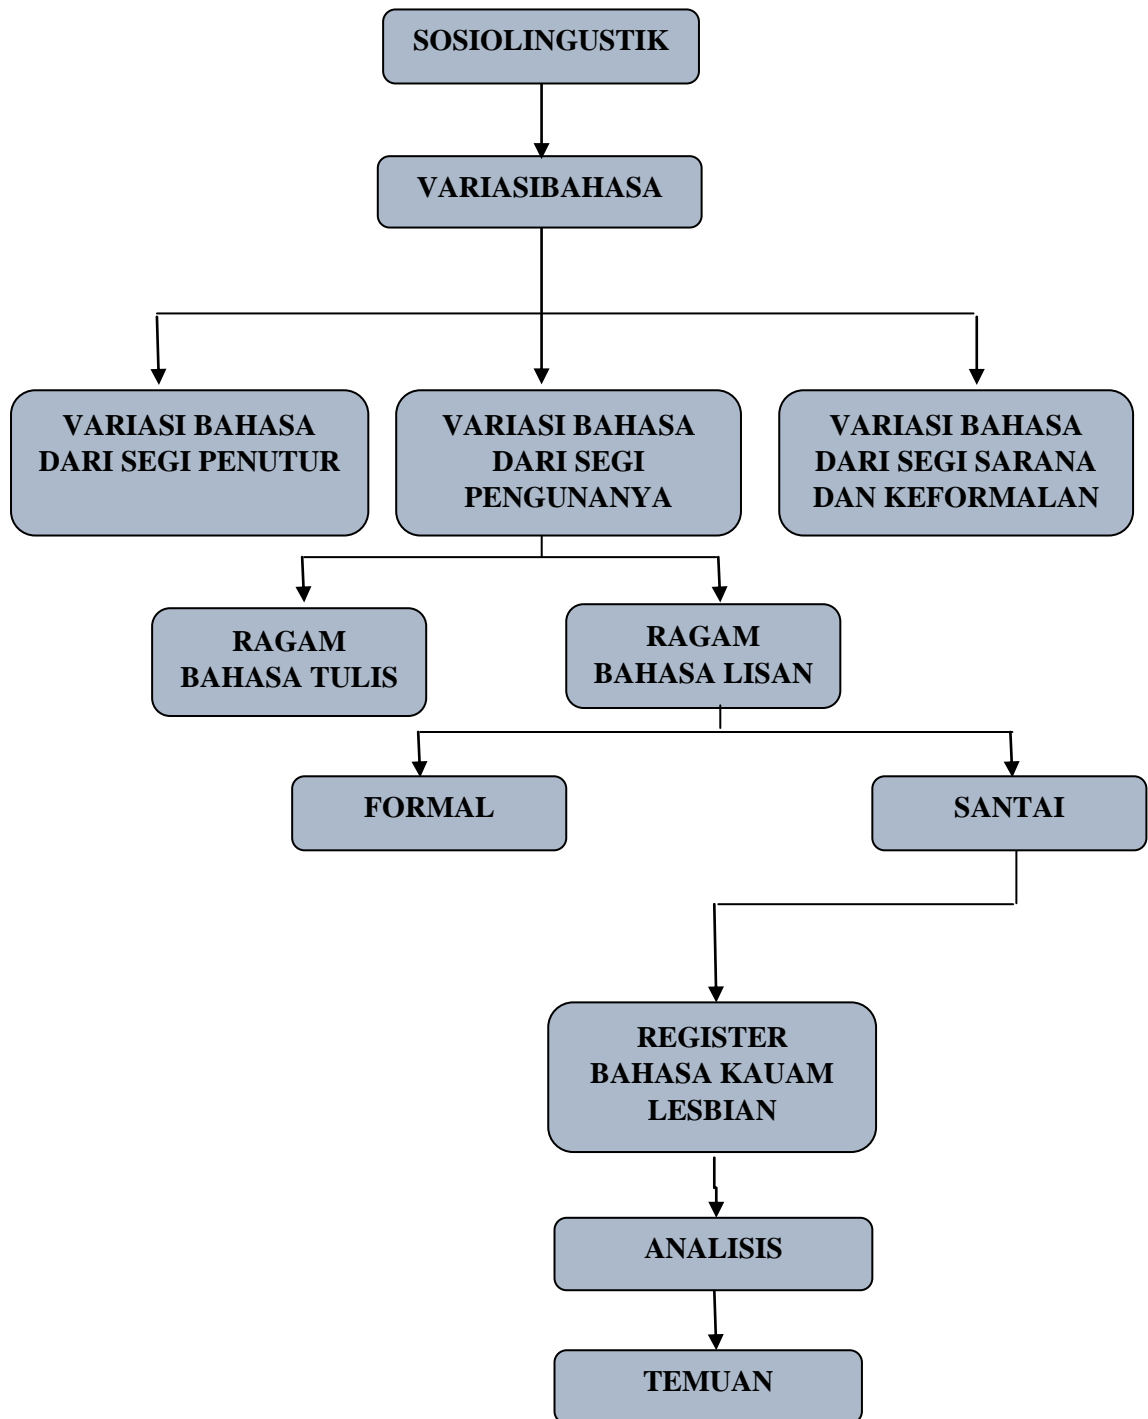 SOSIOLINGUSTIK
VARIASIBAHASA
VARIASI BAHASA
DARI SEGI PENUTUR
VARIASI BAHASA
DARI SEGI
PENGUNANYA
VARIASI BAHASA
DARI SEGI SARANA
DAN KEFORMALAN
RAGAM
BAHASA TULIS
RAGAM
BAHASA LISAN
FORMAL
SANTAI
REGISTER
BAHASA KAUAM
LESBIAN
ANALISIS
TEMUAN